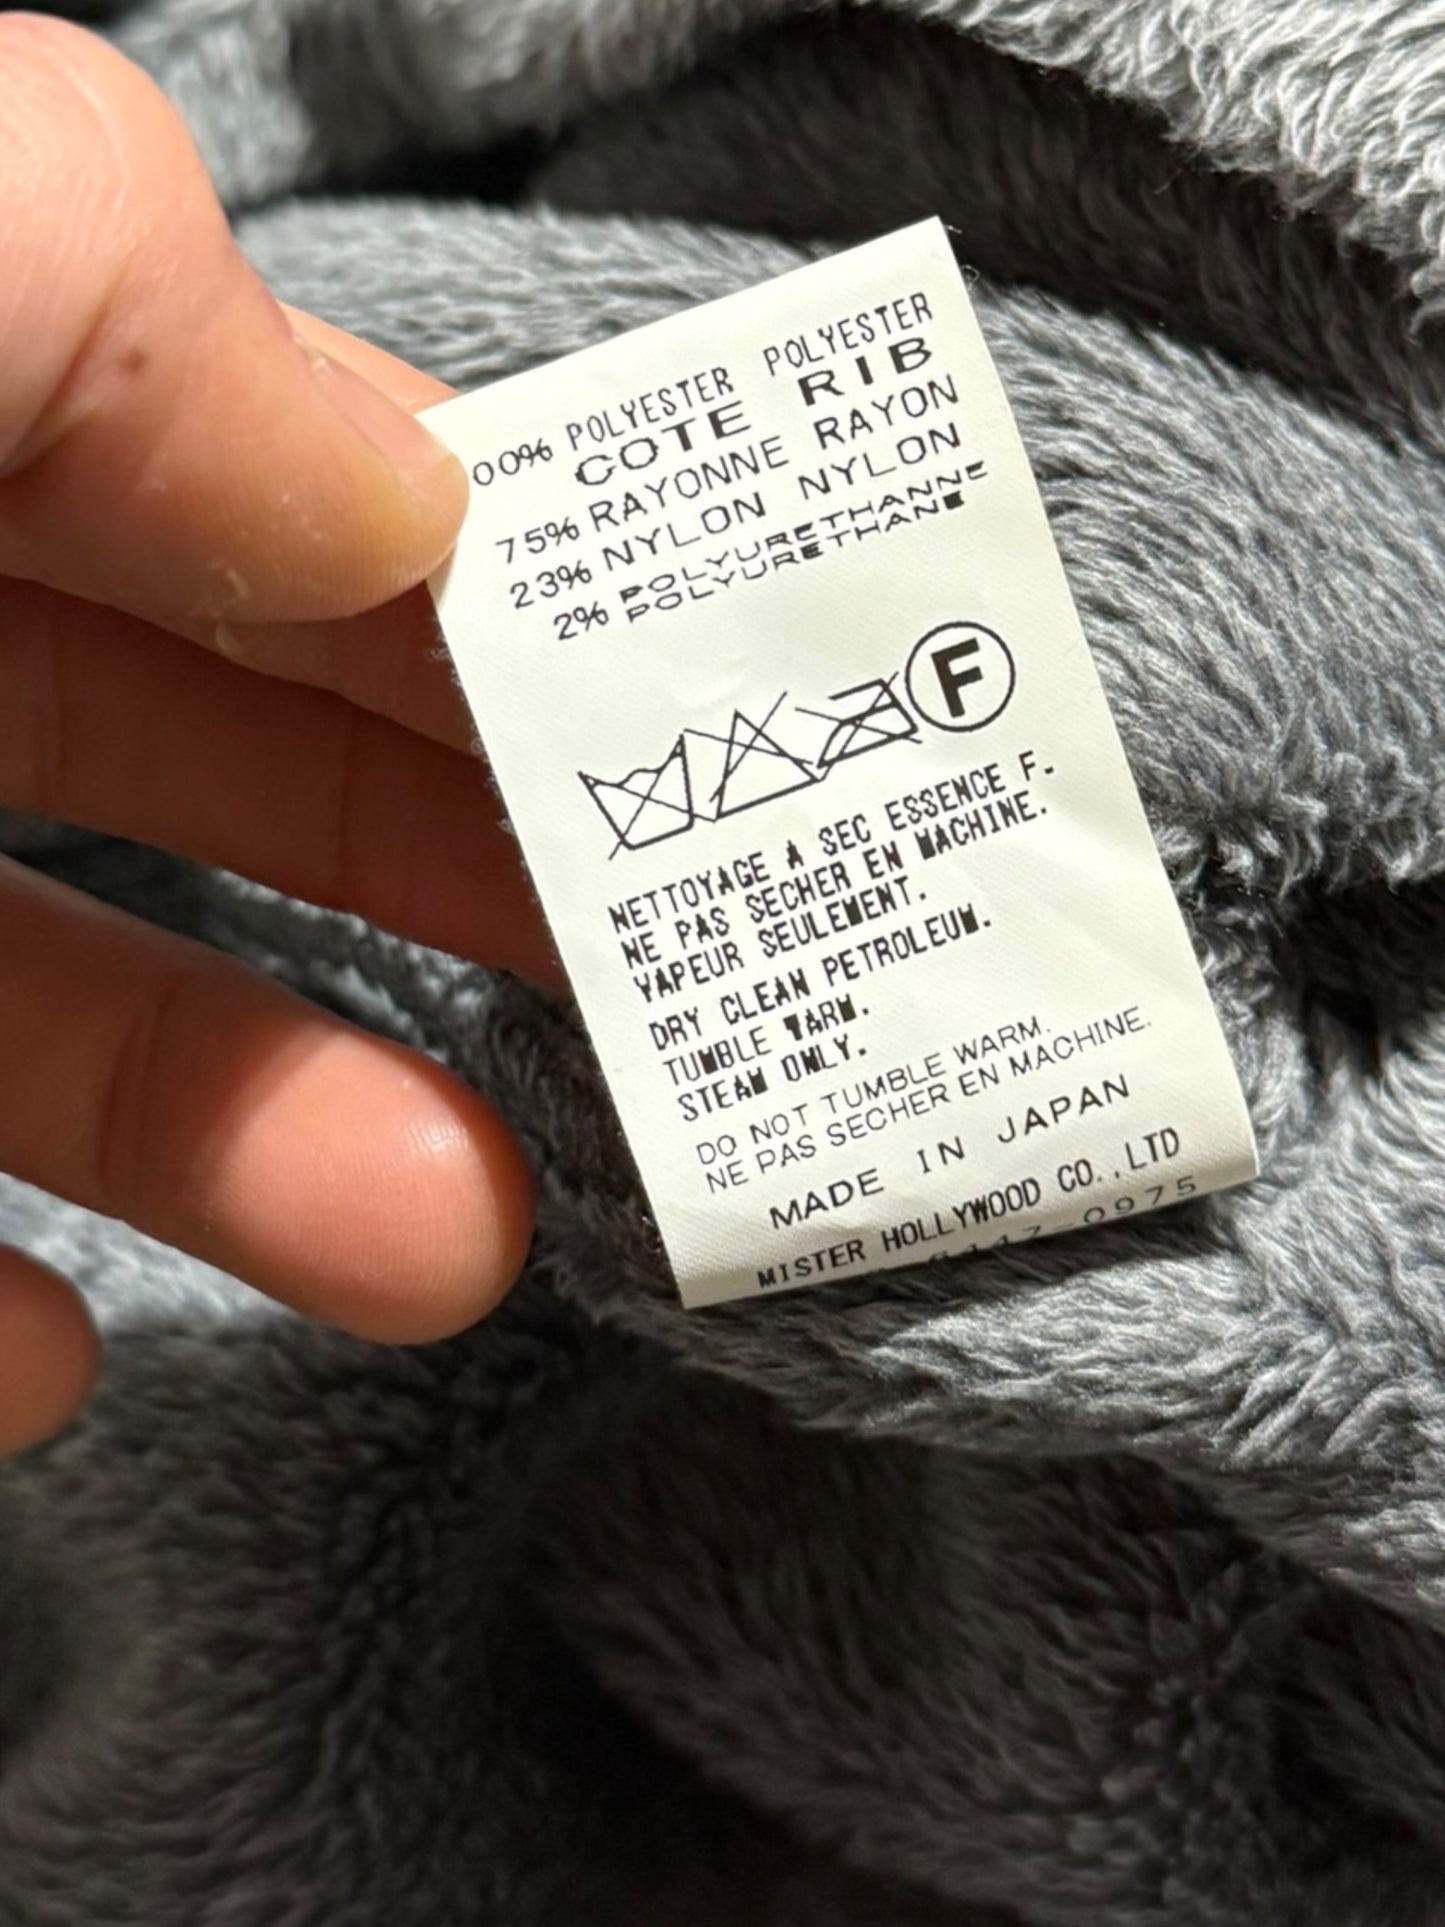 00% POLYESTER POLYESTER
COTE RIB
75% RAYONNE RAYON
23% NYLON NYLON
2% POLYURETHANNE
POLYURETHANE
F
NETTOYAGE A SEC ESSENCE F.
NE PAS SECHER EN MACHINE.
VAPEUR SEULEMENT.
DRY CLEAN PETROLEUM.
TUMBLE WARM.
STEAM ONLY.
DO NOT TUMBLE WARM.
NE PAS SECHER EN MACHINE.
MADE IN JAPAN
MISTER HOLLYWOOD CO.,LTD
6447-0975